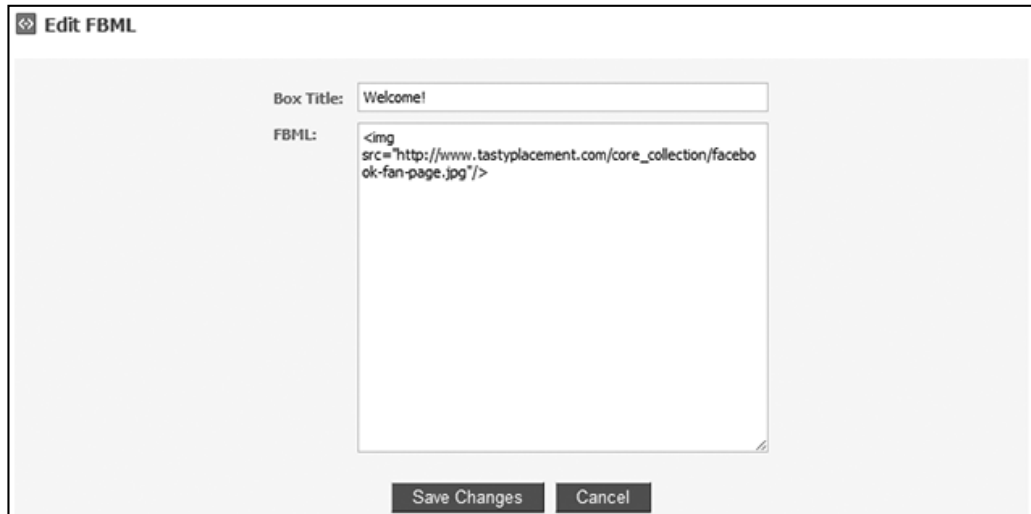 Edit FBML
Box Title: Welcome!
FBML: <img
src="http://www.tastyplacement.com/core_collection/facebo
ok-fan-page.jpg"/>
Save Changes Cancel